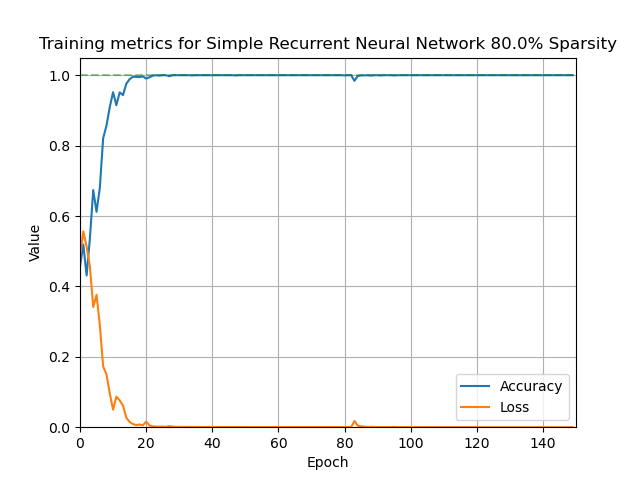 Training metrics for Simple Recurrent Neural Network 80.0% Sparsity
1.0
0.8
0.6
0.4
0.2
0.0
Value
0 20 40 60 80 100 120 140
Epoch
Accuracy
Loss